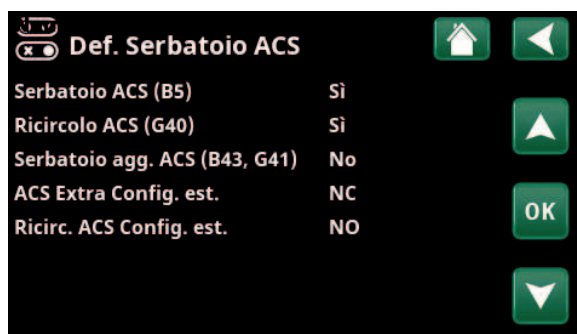 Def. Serbatoio ACS
Serbatoio ACS (B5) Sì
Ricircolo ACS (G40) Sì
Serbatoio agg. ACS (B43, G41) No
ACS Extra Config. est. NC
Ricirc. ACS Config. est. NO
OK